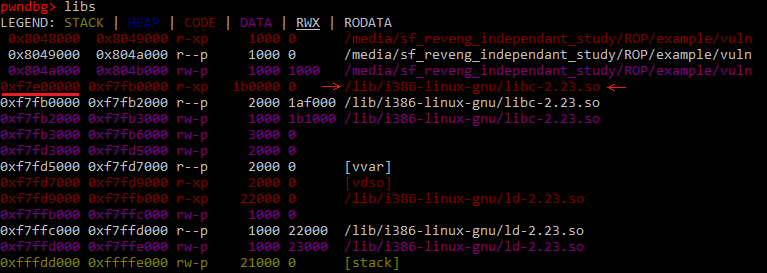 pwndbg> libs
LEGEND: STACK | HEAP | CODE | DATA | RWX | RODATA
0x8048000 0x8049000 r-xp 1000 0 /media/sf_reveng_independant_study/ROP/example/vuln
0x8049000 0x804a000 r--p 1000 0 /media/sf_reveng_independant_study/ROP/example/vuln
0x804a000 0x804b000 rw-p 1000 1000 /media/sf_reveng_independant_study/ROP/example/vuln
0xf7e00000 0xf7fb0000 r-xp 1b0000 0 /lib/i386-linux-gnu/libc-2.23.so
0xf7fb0000 0xf7fb2000 r--p 2000 1af000 /lib/i386-linux-gnu/libc-2.23.so
0xf7fb2000 0xf7fb3000 rw-p 1000 1b1000 /lib/i386-linux-gnu/libc-2.23.so
0xf7fb3000 0xf7fb6000 rw-p 3000 0
0xf7fd3000 0xf7fd5000 rw-p 2000 0
0xf7fd5000 0xf7fd7000 r--p 2000 0 [vvar]
0xf7fd7000 0xf7fd9000 r-xp 2000 0 [vdso]
0xf7fd9000 0xf7ffb000 r-xp 22000 0 /lib/i386-linux-gnu/ld-2.23.so
0xf7ffb000 0xf7ffc000 rw-p 1000 0
0xf7ffc000 0xf7ffd000 r--p 1000 22000 /lib/i386-linux-gnu/ld-2.23.so
0xf7ffd000 0xf7ffe000 rw-p 1000 23000 /lib/i386-linux-gnu/ld-2.23.so
0xfffdd000 0xffffe000 rw-p 21000 0 [stack]